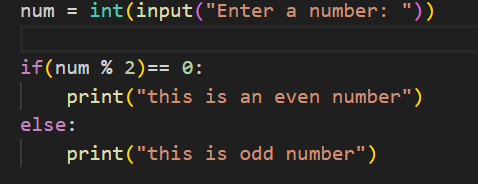 num = int(input("Enter a number: "))
if(num % 2)== 0:
    print("this is an even number")
else:
    print("this is odd number")